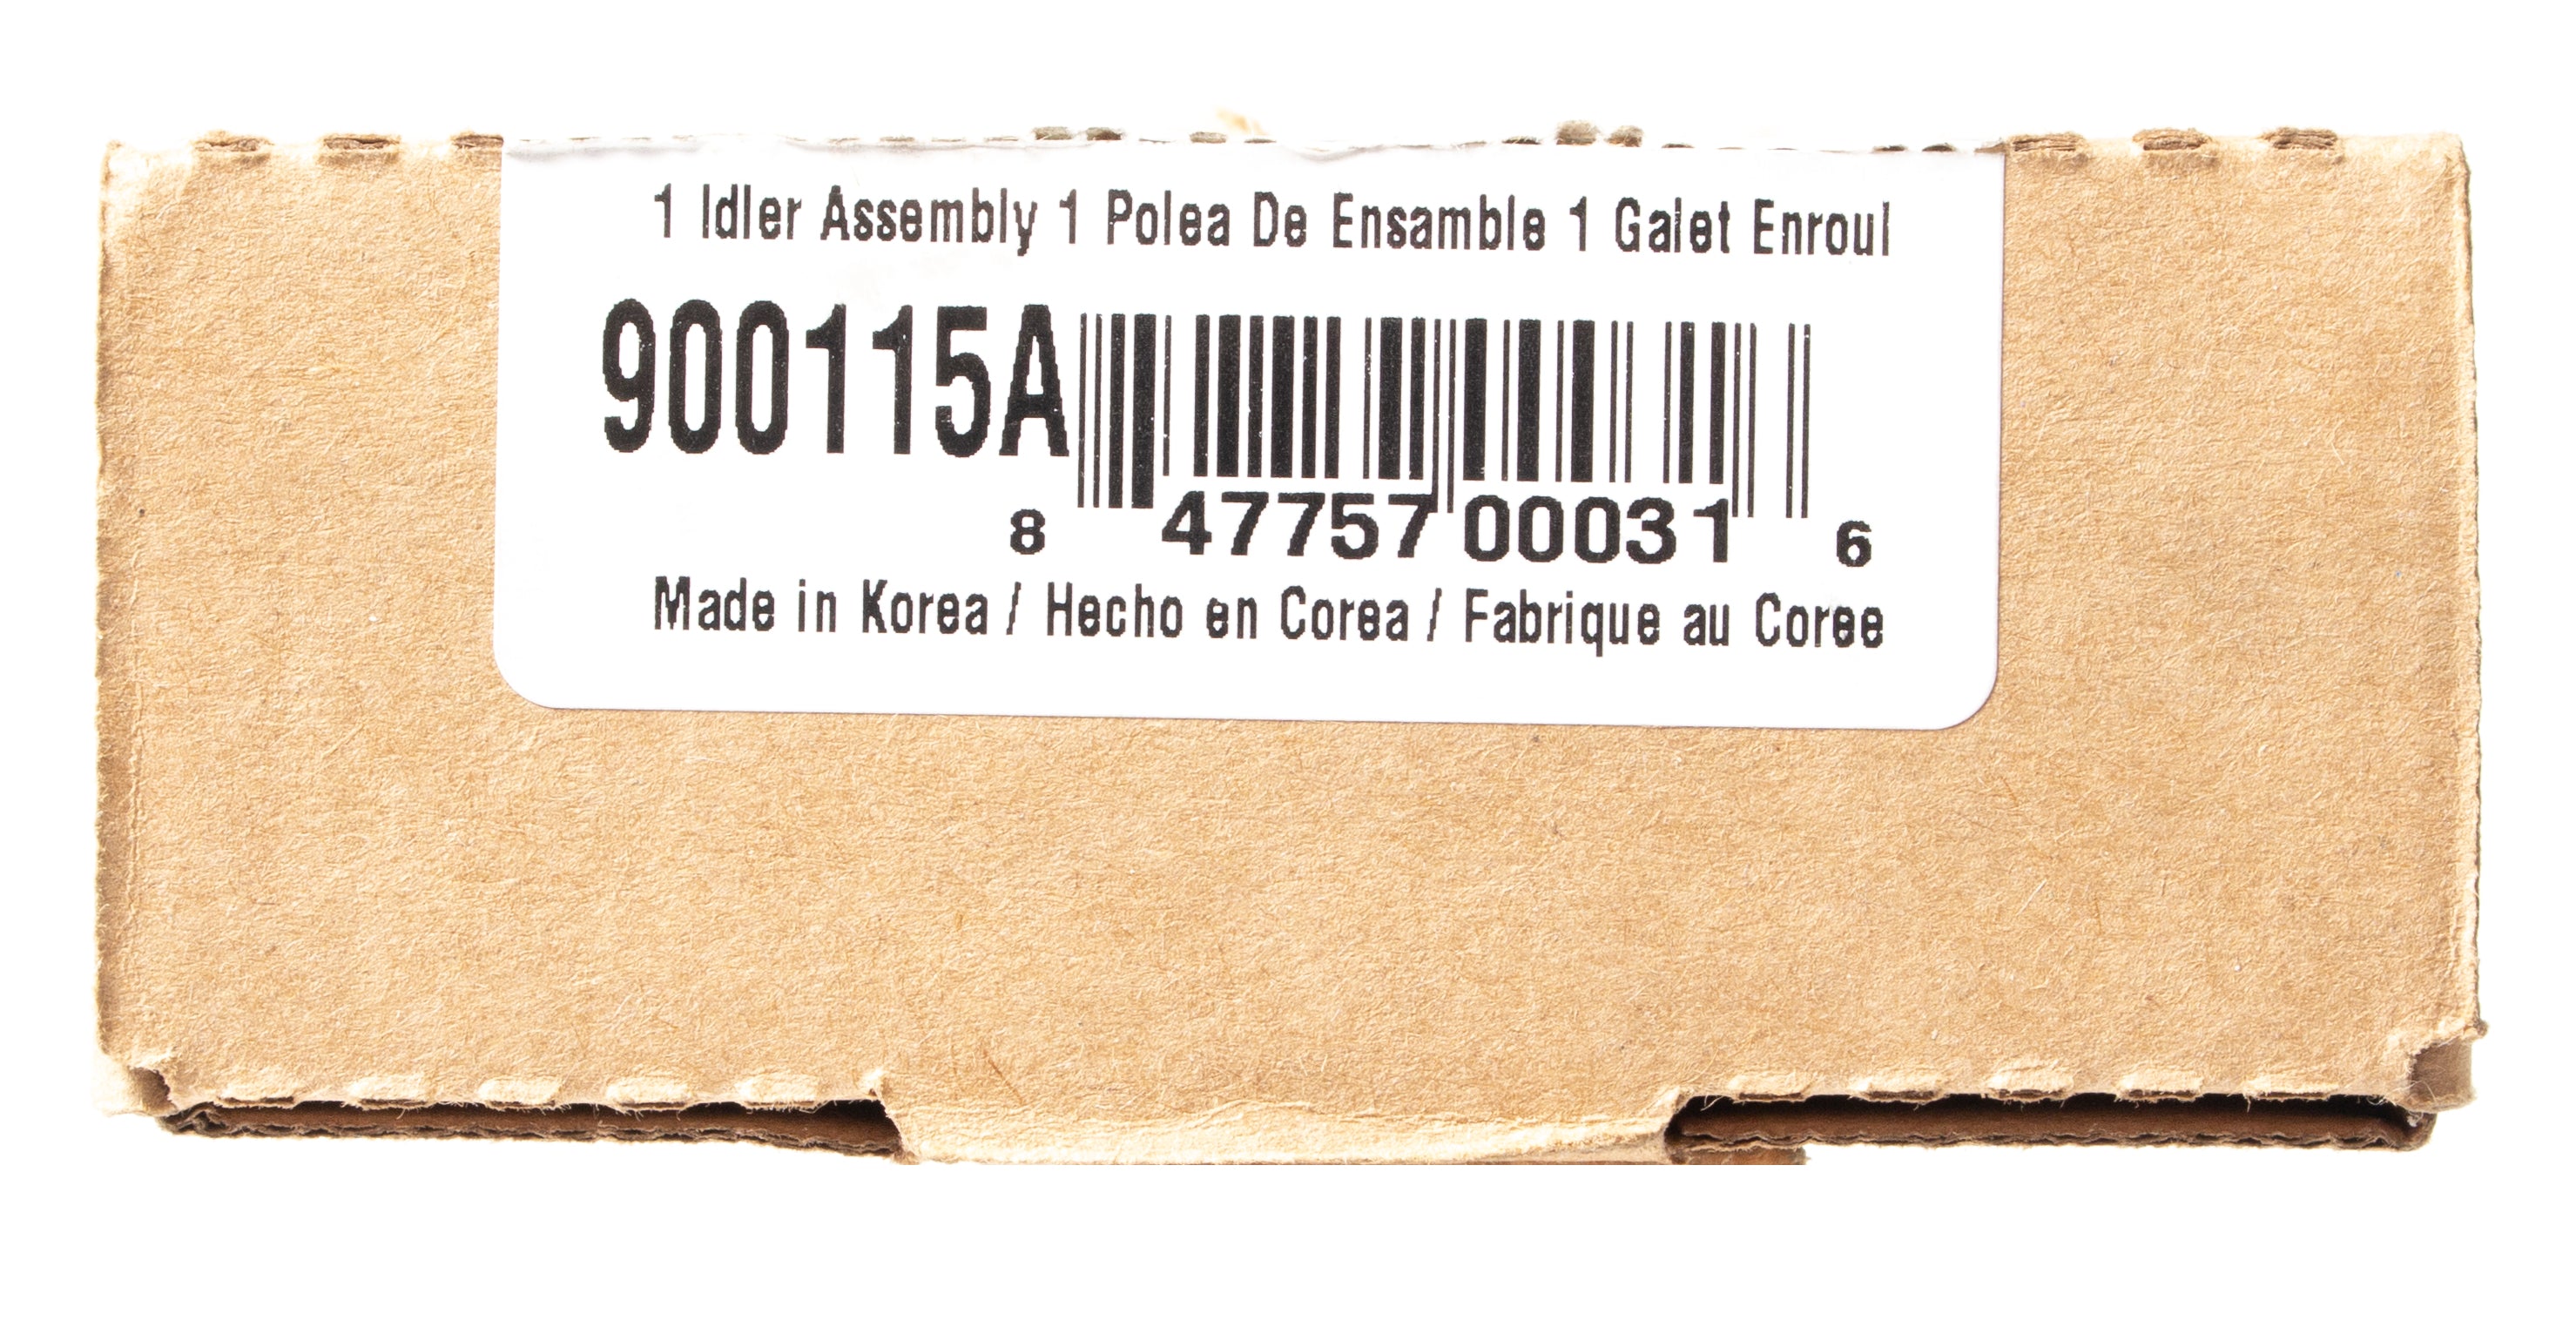 1 Idler Assembly 1 Polea De Ensamble 1 Galet Enroul
900115A
8 47757 00031 6
Made in Korea / Hecho en Corea / Fabrique au Coree